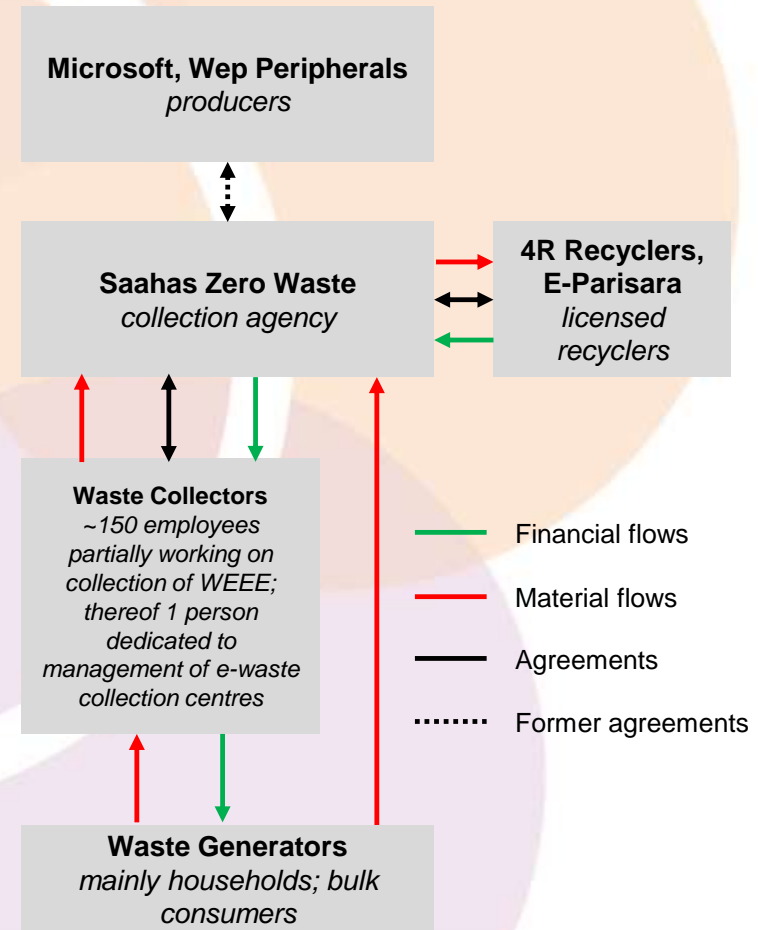 Microsoft, Wep Peripherals
producers
Saahas Zero Waste
collection agency
4R Recyclers,
E-Parisara
licensed
recyclers
Waste Collectors
~150 employees
partially working on
collection of WEEE;
thereof 1 person
dedicated to
management of e-waste
collection centres
Financial flows
Material flows
Agreements
Former agreements
Waste Generators
mainly households; bulk
consumers